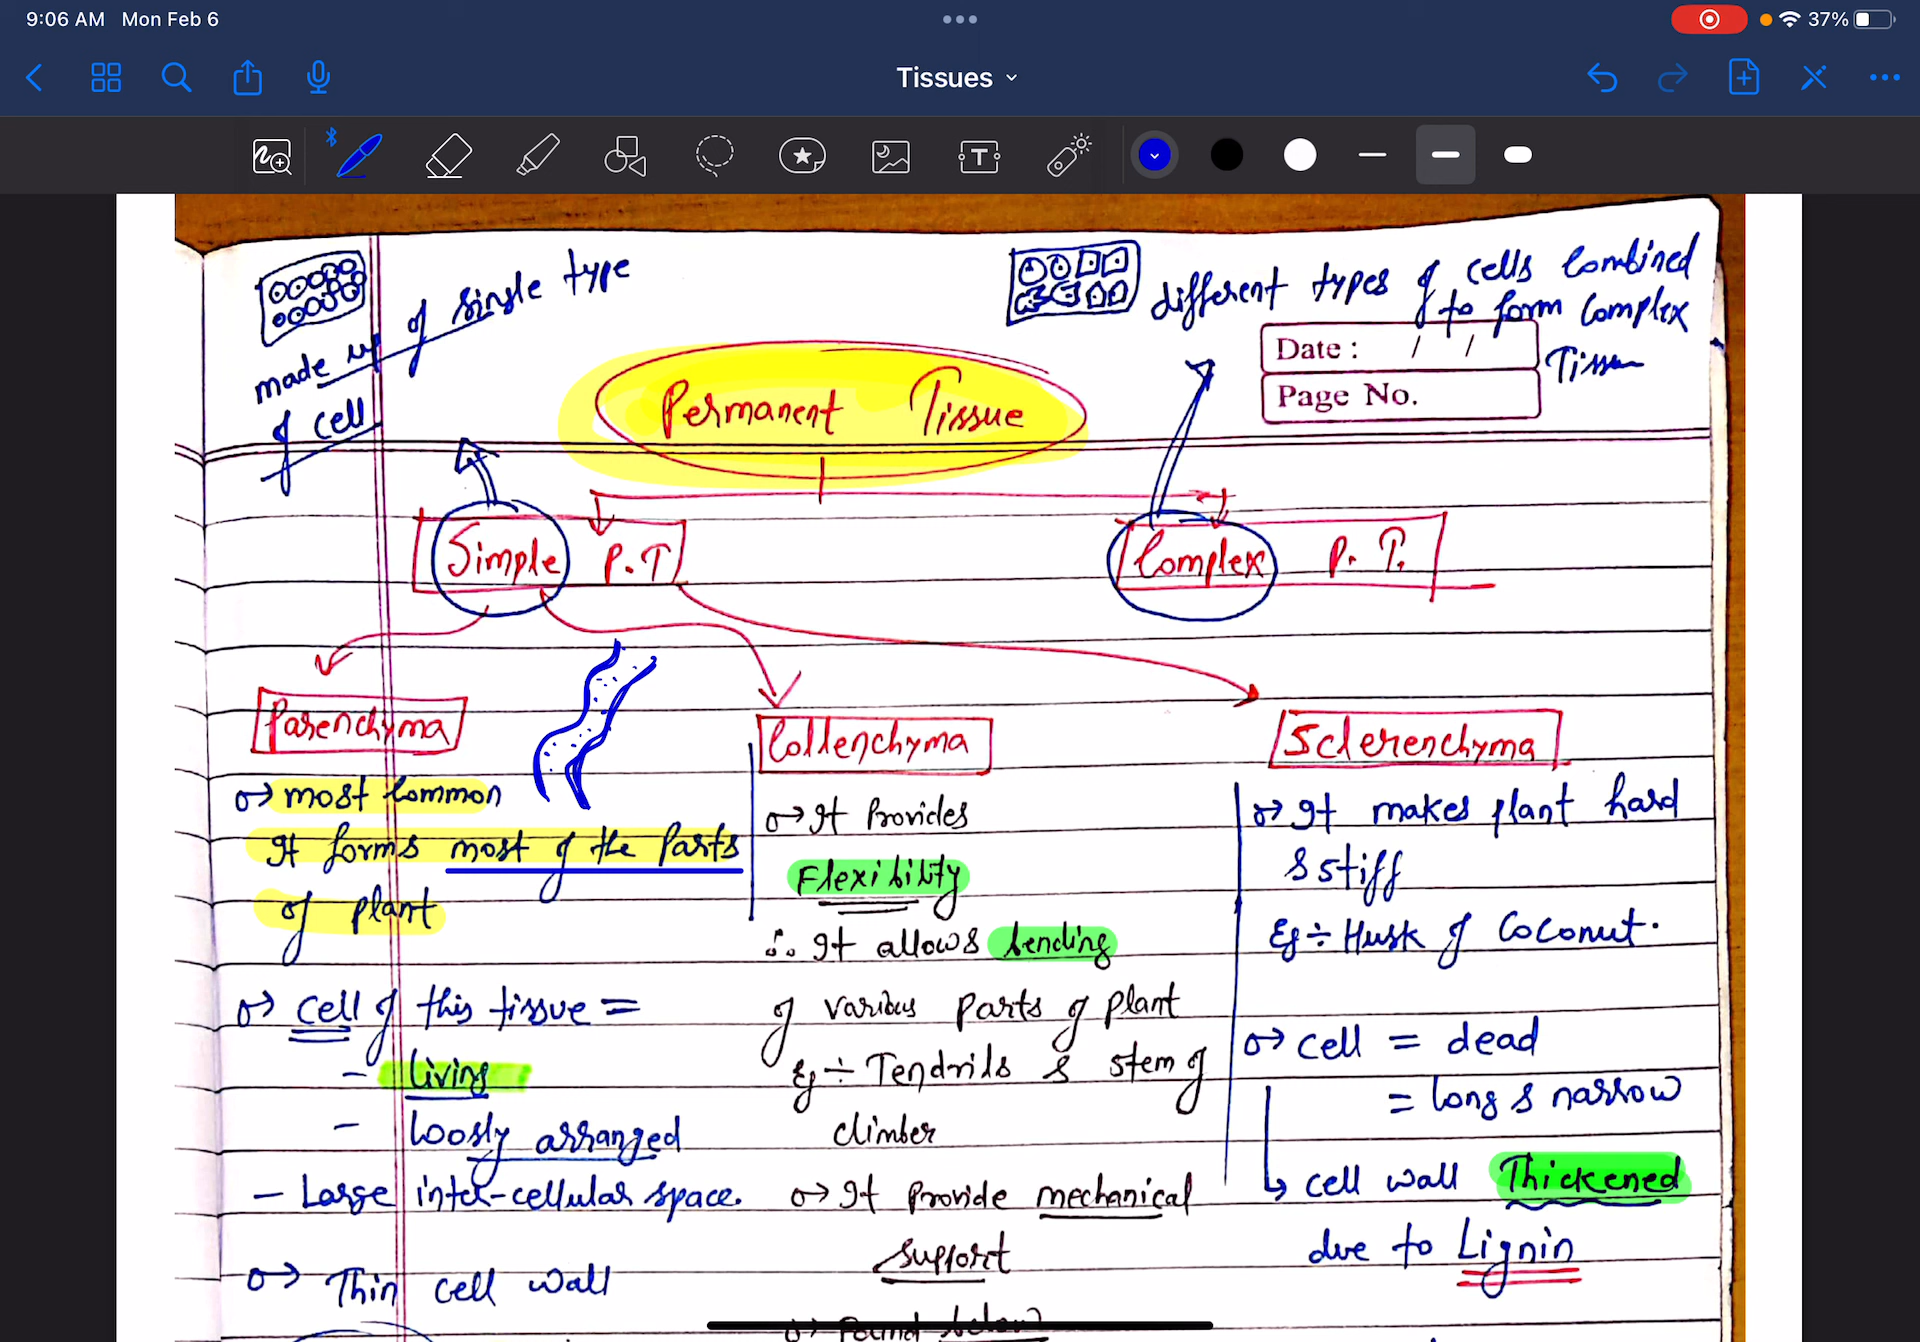 9:06 AM Mon Feb 6
37%
Tissues
T
made up of single type
of cell
different types of cells Combined
to form Complex
Tissue
Date : / /
Page No.
Permanent Tissue
Simple P.T
Complex P.T.
Parenchyma
Collenchyma
Sclerenchyma
most Common
It forms most of the Parts
of plant
Cell of this tissue =
- Living
- Loosly arranged
- Large inter-cellular space.
Thin cell wall
It Provides
Flexibility
∴ It allows bending
of various Parts of plant
Eg ÷ Tendrils & stem of
climber
It Provide mechanical
support
Found below
It makes plant hard
& stiff
Eg ÷ Husk of Coconut.
cell = dead
= long & narrow
cell wall Thickened
due to Lignin